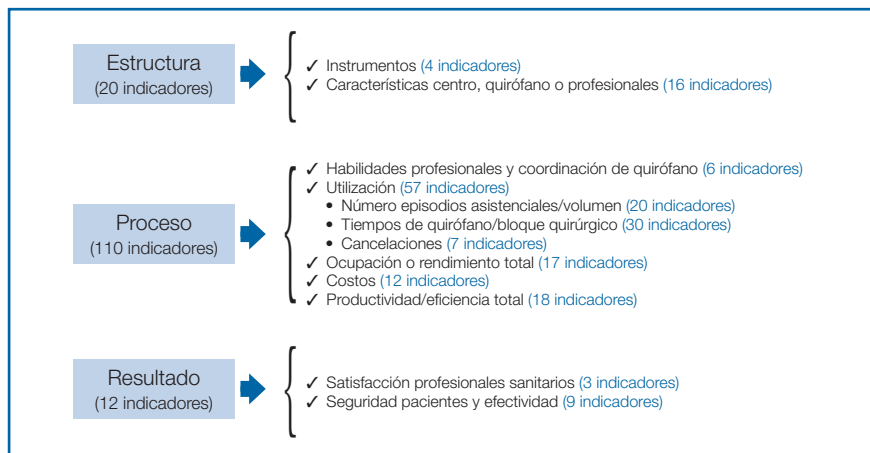 Estructura
(20 indicadores)
✓ Instrumentos (4 indicadores)
✓ Características centro, quirófano o profesionales (16 indicadores)
Proceso
(110 indicadores)
✓ Habilidades profesionales y coordinación de quirófano (6 indicadores)
✓ Utilización (57 indicadores)
• Número episodios asistenciales/volumen (20 indicadores)
• Tiempos de quirófano/bloque quirúrgico (30 indicadores)
• Cancelaciones (7 indicadores)
✓ Ocupación o rendimiento total (17 indicadores)
✓ Costos (12 indicadores)
✓ Productividad/eficiencia total (18 indicadores)
Resultado
(12 indicadores)
✓ Satisfacción profesionales sanitarios (3 indicadores)
✓ Seguridad pacientes y efectividad (9 indicadores)